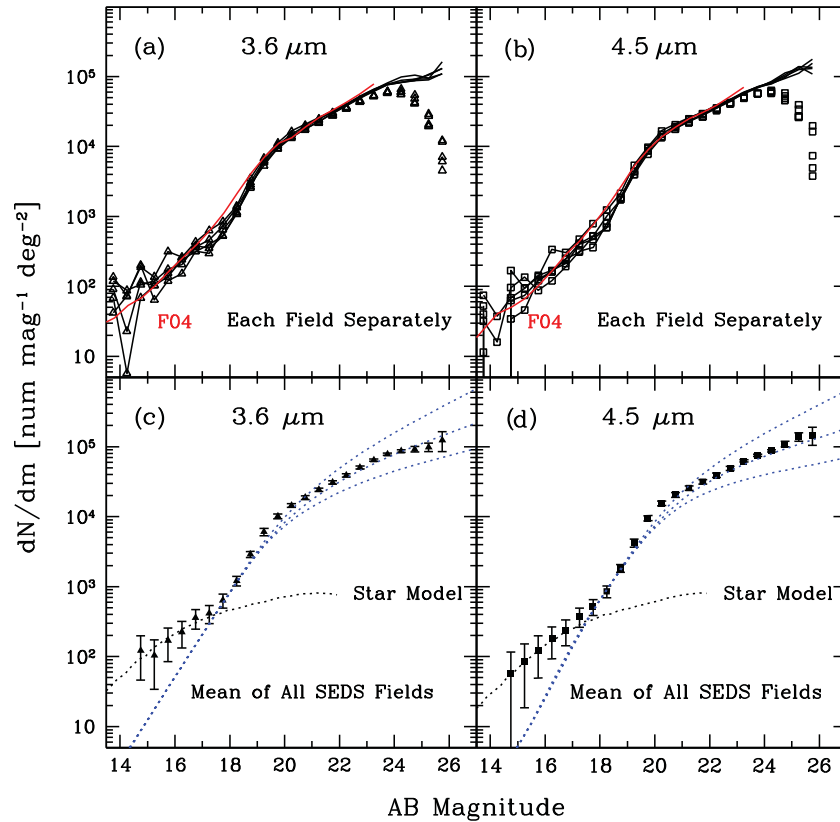 (a) 3.6 μm
(b) 4.5 μm
10⁵
10⁴
10³
10²
10
F04 Each Field Separately
F04 Each Field Separately
dN/dm [num mag⁻¹ deg⁻²]
(c) 3.6 μm
(d) 4.5 μm
10⁵
10⁴
10³
10²
10
Star Model
Star Model
Mean of All SEDS Fields
Mean of All SEDS Fields
14 16 18 20 22 24 26
14 16 18 20 22 24 26
AB Magnitude